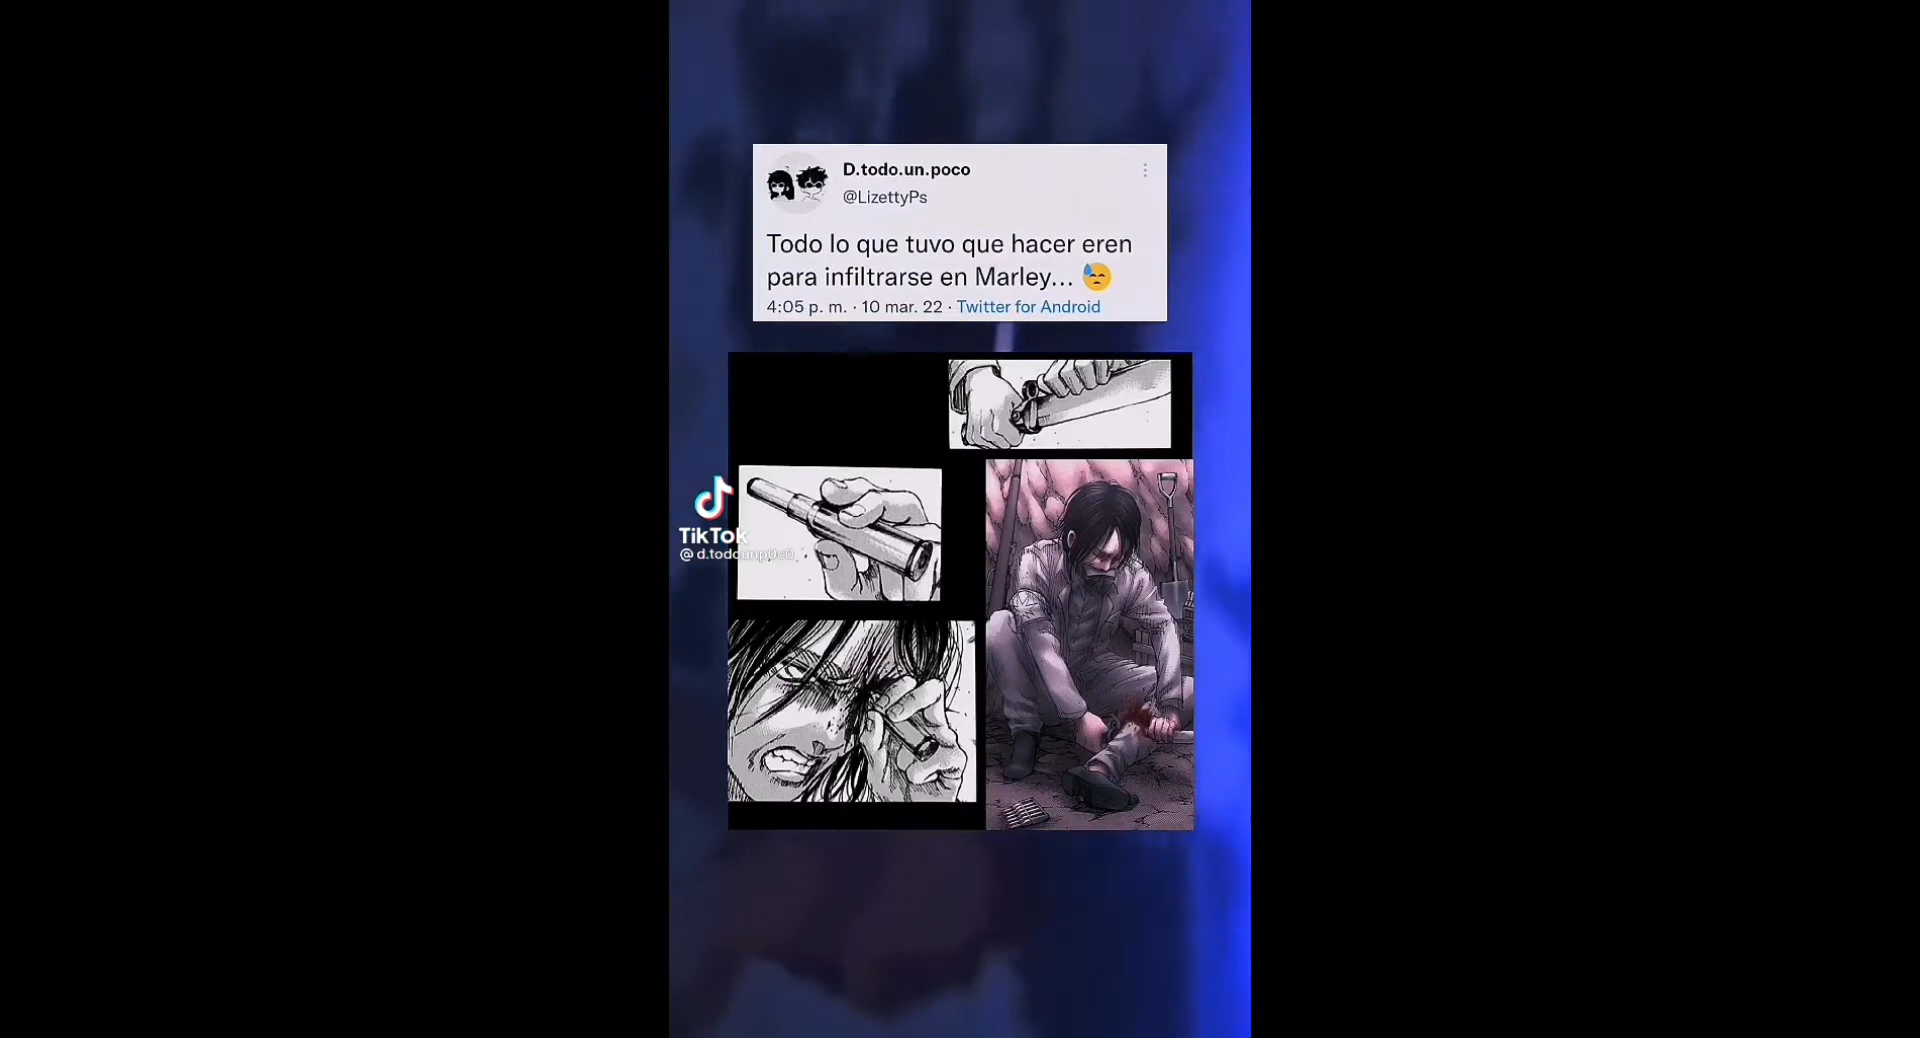 D.todo.un.poco
@LizettyPs
Todo lo que tuvo que hacer eren
para infiltrarse en Marley... 😓
4:05 p. m. · 10 mar. 22 · Twitter for Android
TikTok
@d.todounp0c0